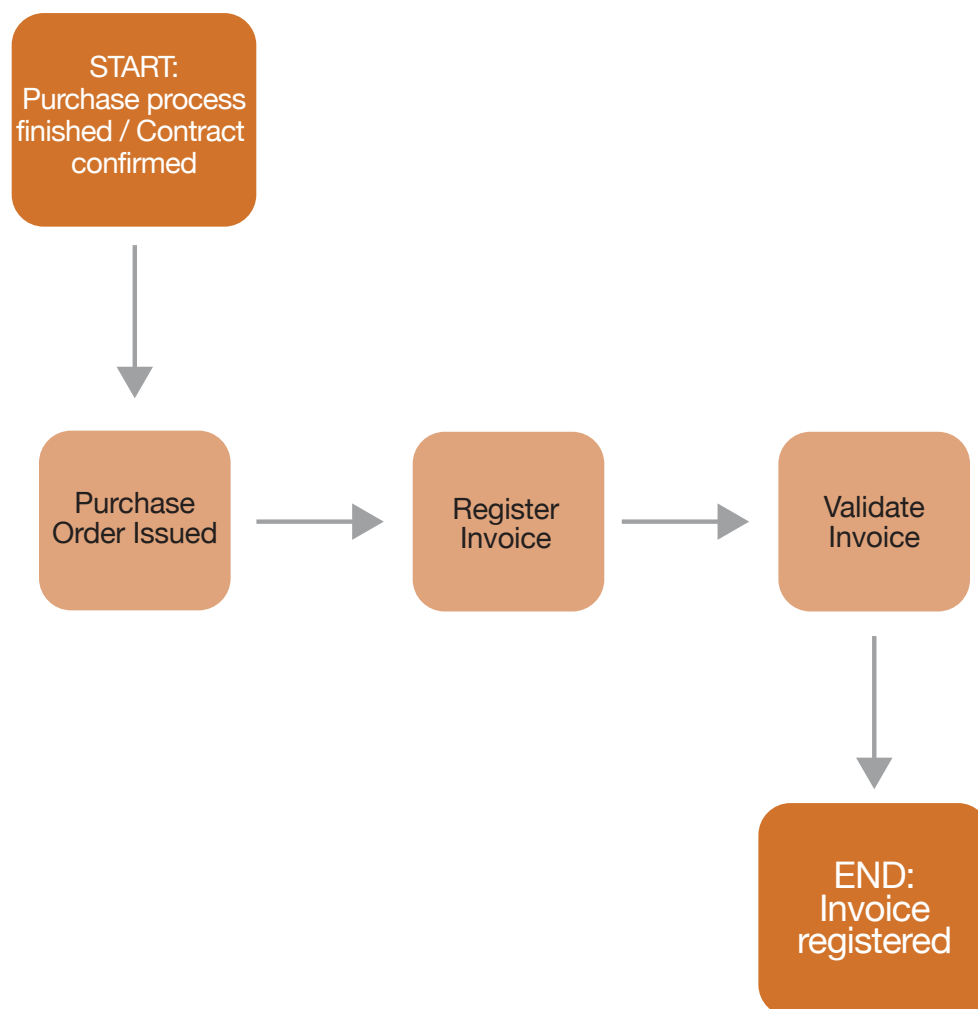 START:
Purchase process
finished / Contract
confirmed
Purchase
Order Issued
Register
Invoice
Validate
Invoice
END:
Invoice
registered